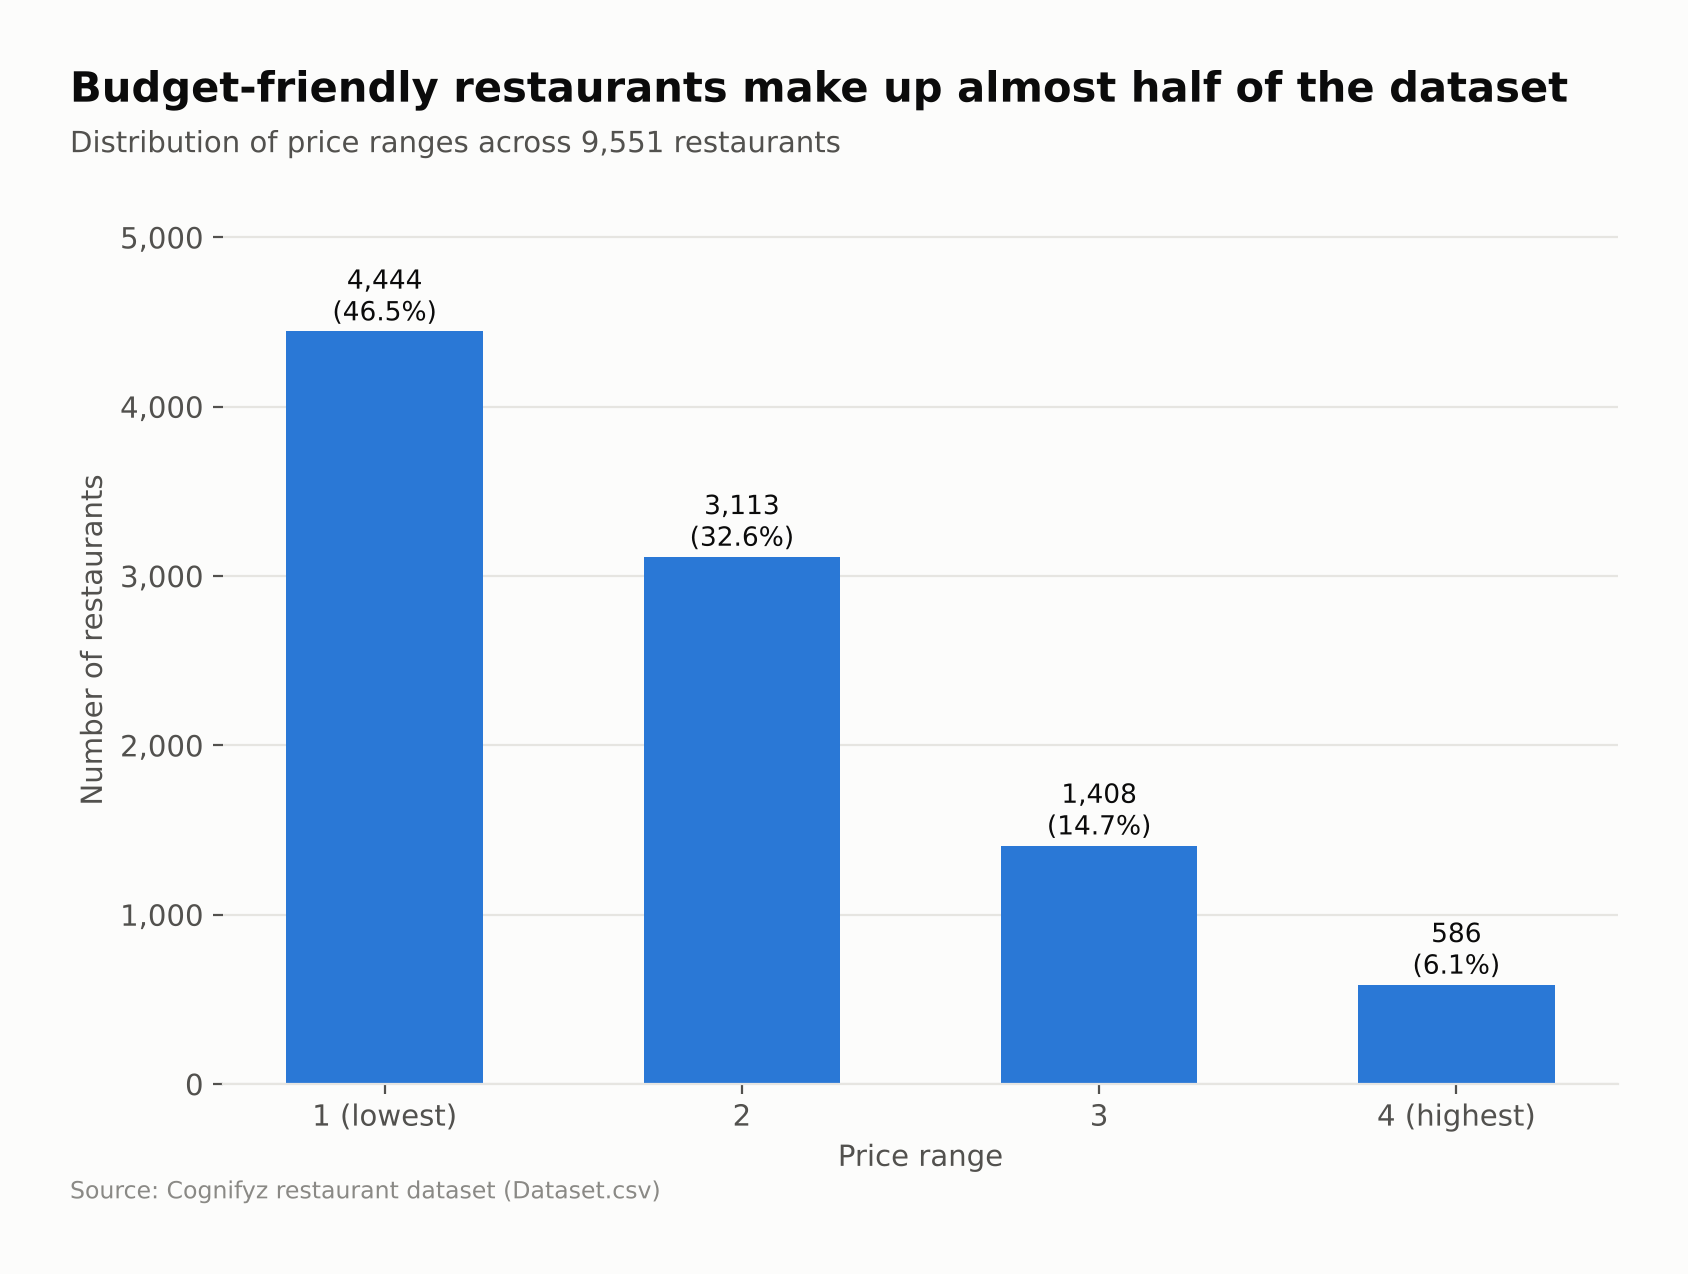 Budget-friendly restaurants make up almost half of the dataset
Distribution of price ranges across 9,551 restaurants
Number of restaurants
5,000
4,000
3,000
2,000
1,000
0
4,444
(46.5%)
3,113
(32.6%)
1,408
(14.7%)
586
(6.1%)
1 (lowest)
2
3
4 (highest)
Price range
Source: Cognifyz restaurant dataset (Dataset.csv)